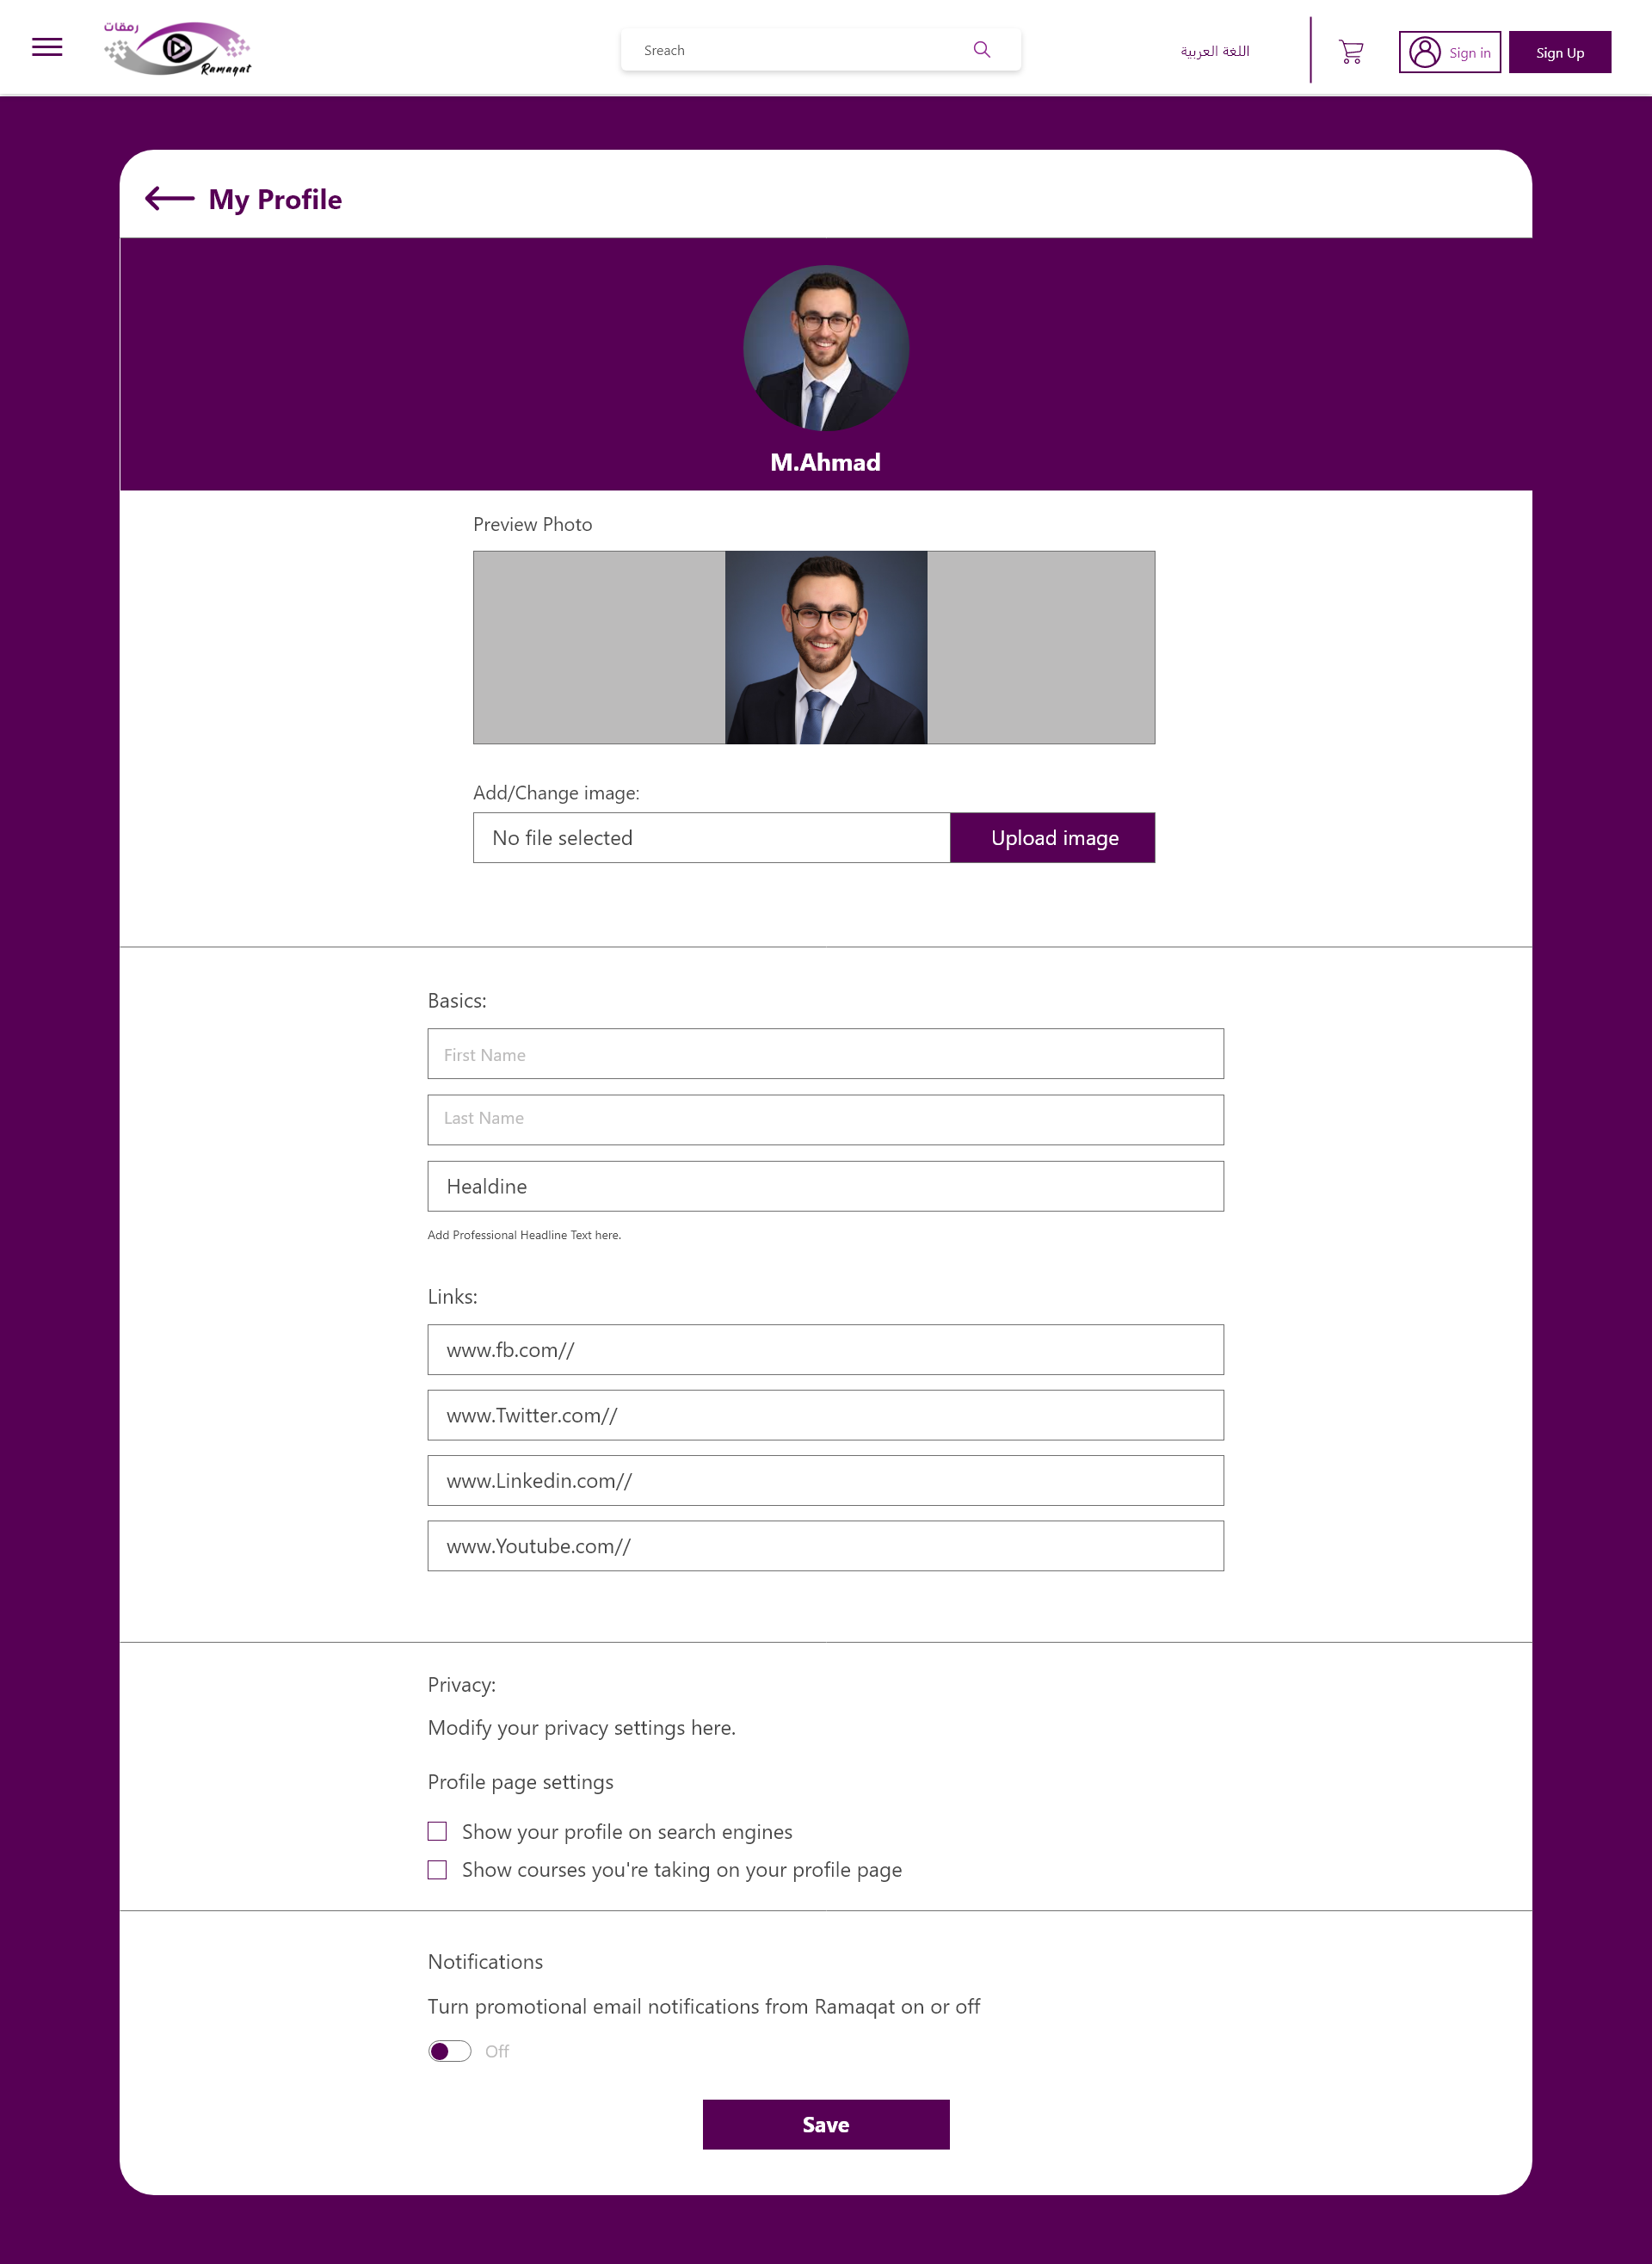 رمقات
Ramaqat
Sreach
اللغة العربية
Sign in
Sign Up
My Profile
M.Ahmad
Preview Photo
Add/Change image:
No file selected
Upload image
Basics:
First Name
Last Name
Healdine
Add Professional Headline Text here.
Links:
www.fb.com//
www.Twitter.com//
www.Linkedin.com//
www.Youtube.com//
Privacy:
Modify your privacy settings here.
Profile page settings
Show your profile on search engines
Show courses you're taking on your profile page
Notifications
Turn promotional email notifications from Ramaqat on or off
Off
Save